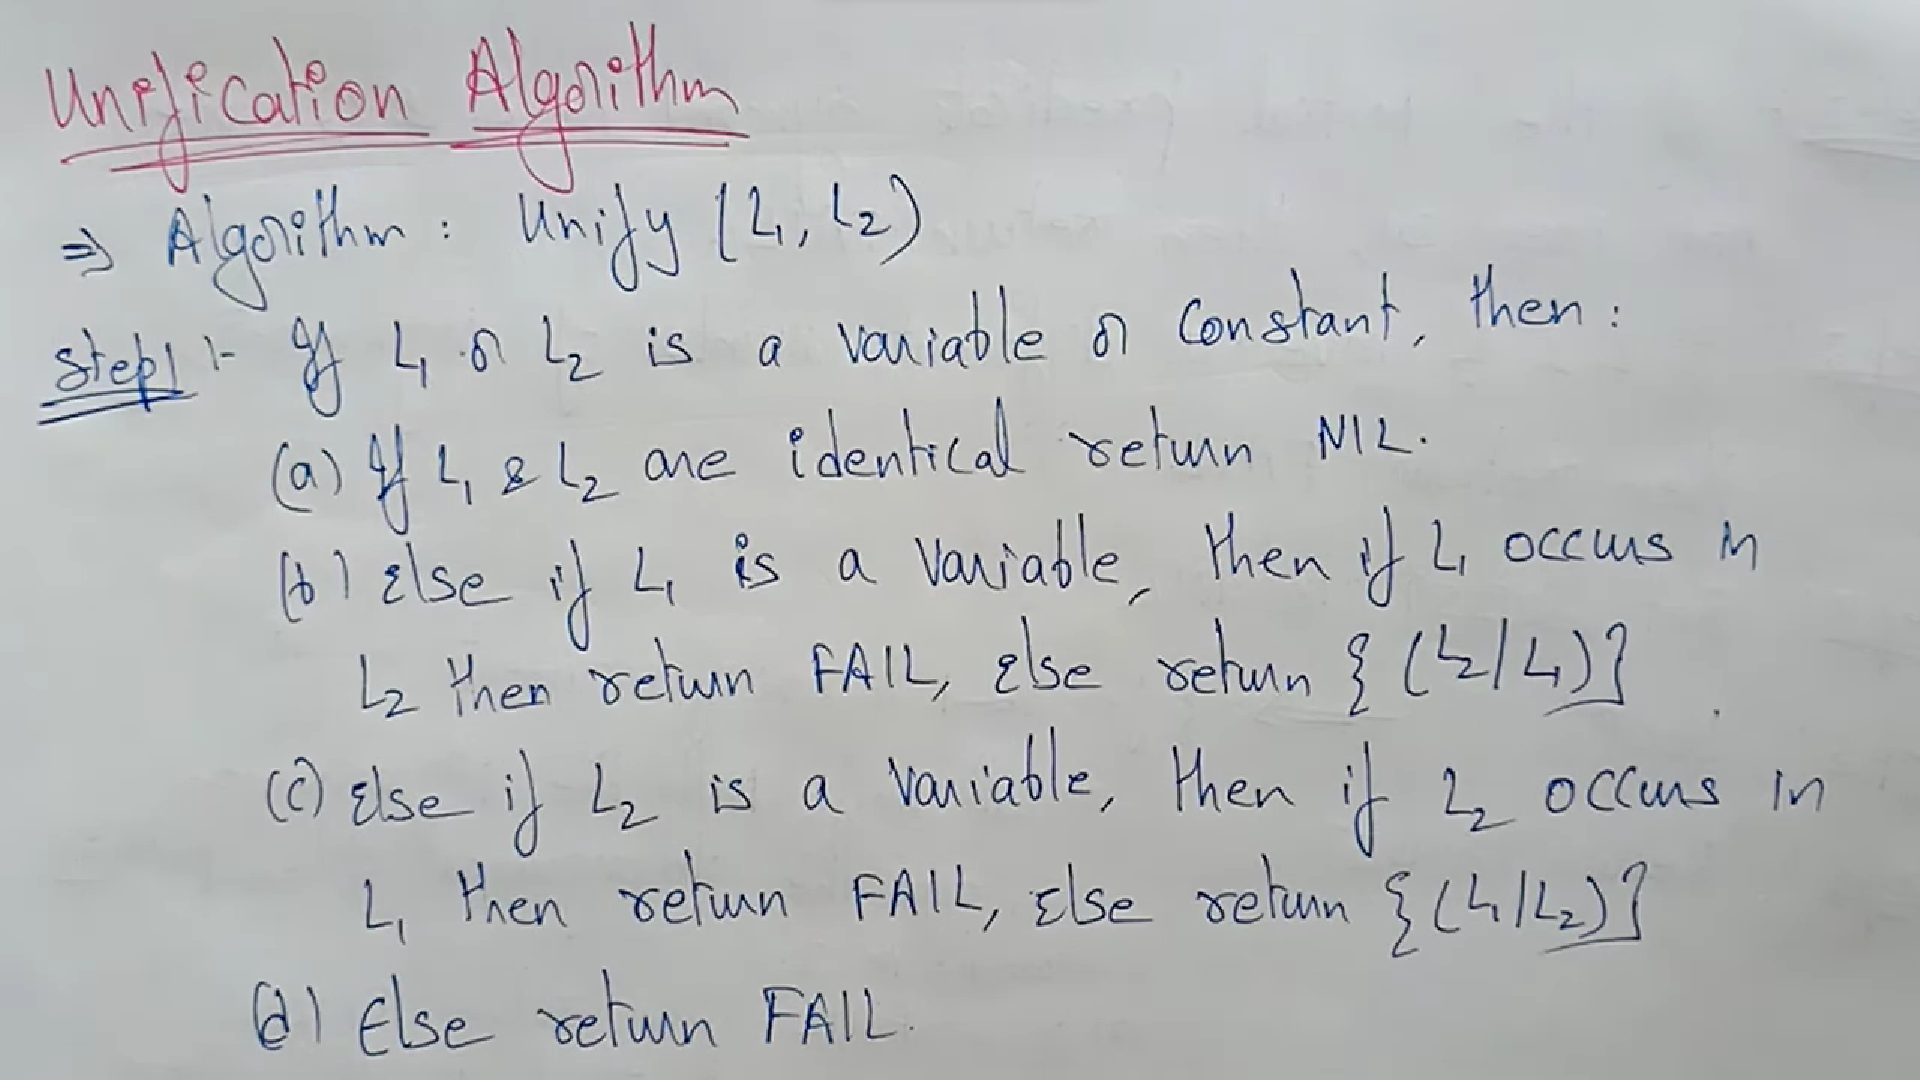 Unification Algorithm
⇒ Algorithm : Unify (L1, L2)
Step1 :- If L1 or L2 is a variable or Constant, then :
(a) If L1 & L2 are identical return NIL.
(b) Else if L1 is a Variable, then if L1 occurs in
L2 then return FAIL, Else return {(L2/L1)}
(c) Else if L2 is a Variable, then if L2 occurs in
L1 then return FAIL, Else return {(L1/L2)}
(d) Else return FAIL.